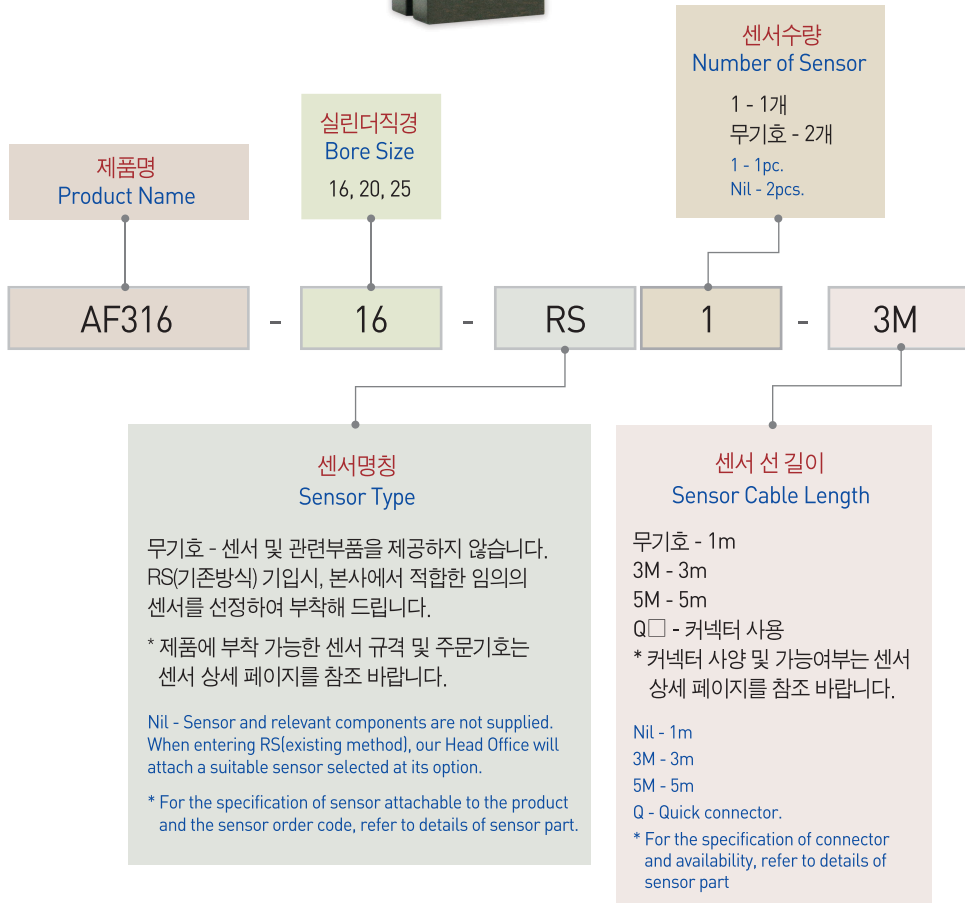 센서수량
Number of Sensor
1 - 1개
무기호 - 2개
1 - 1pc.
Nil - 2pcs.
실린더직경
Bore Size
16, 20, 25
제품명
Product Name
AF316 - 16 - RS 1 - 3M
센서명칭
Sensor Type
무기호 - 센서 및 관련부품을 제공하지 않습니다.
RS(기존방식) 기입시, 본사에서 적합한 임의의
센서를 선정하여 부착해 드립니다.
* 제품에 부착 가능한 센서 규격 및 주문기호는
센서 상세 페이지를 참조 바랍니다.
Nil - Sensor and relevant components are not supplied.
When entering RS(existing method), our Head Office will
attach a suitable sensor selected at its option.
* For the specification of sensor attachable to the product
and the sensor order code, refer to details of sensor part.
센서 선 길이
Sensor Cable Length
무기호 - 1m
3M - 3m
5M - 5m
Q□ - 커넥터 사용
* 커넥터 사양 및 가능여부는 센서
상세 페이지를 참조 바랍니다.
Nil - 1m
3M - 3m
5M - 5m
Q - Quick connector.
* For the specification of connector
and availability, refer to details of
sensor part